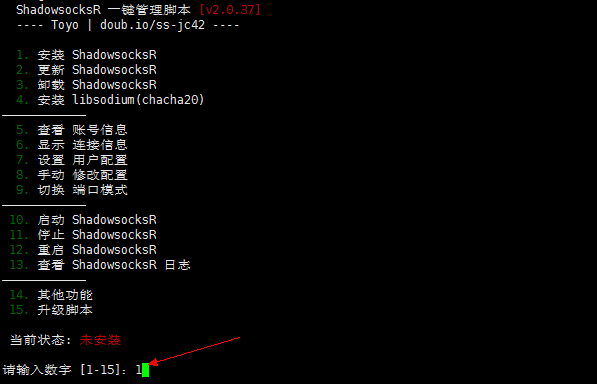 ShadowsocksR 一键管理脚本 [v2.0.37]
---- Toyo | doub.io/ss-jc42 ----
1. 安装 ShadowsocksR
2. 更新 ShadowsocksR
3. 卸载 ShadowsocksR
4. 安装 libsodium(chacha20)
————————————
5. 查看 账号信息
6. 显示 连接信息
7. 设置 用户配置
8. 手动 修改配置
9. 切换 端口模式
————————————
10. 启动 ShadowsocksR
11. 停止 ShadowsocksR
12. 重启 ShadowsocksR
13. 查看 ShadowsocksR 日志
————————————
14. 其他功能
15. 升级脚本
当前状态: 未安装
请输入数字 [1-15]: 1